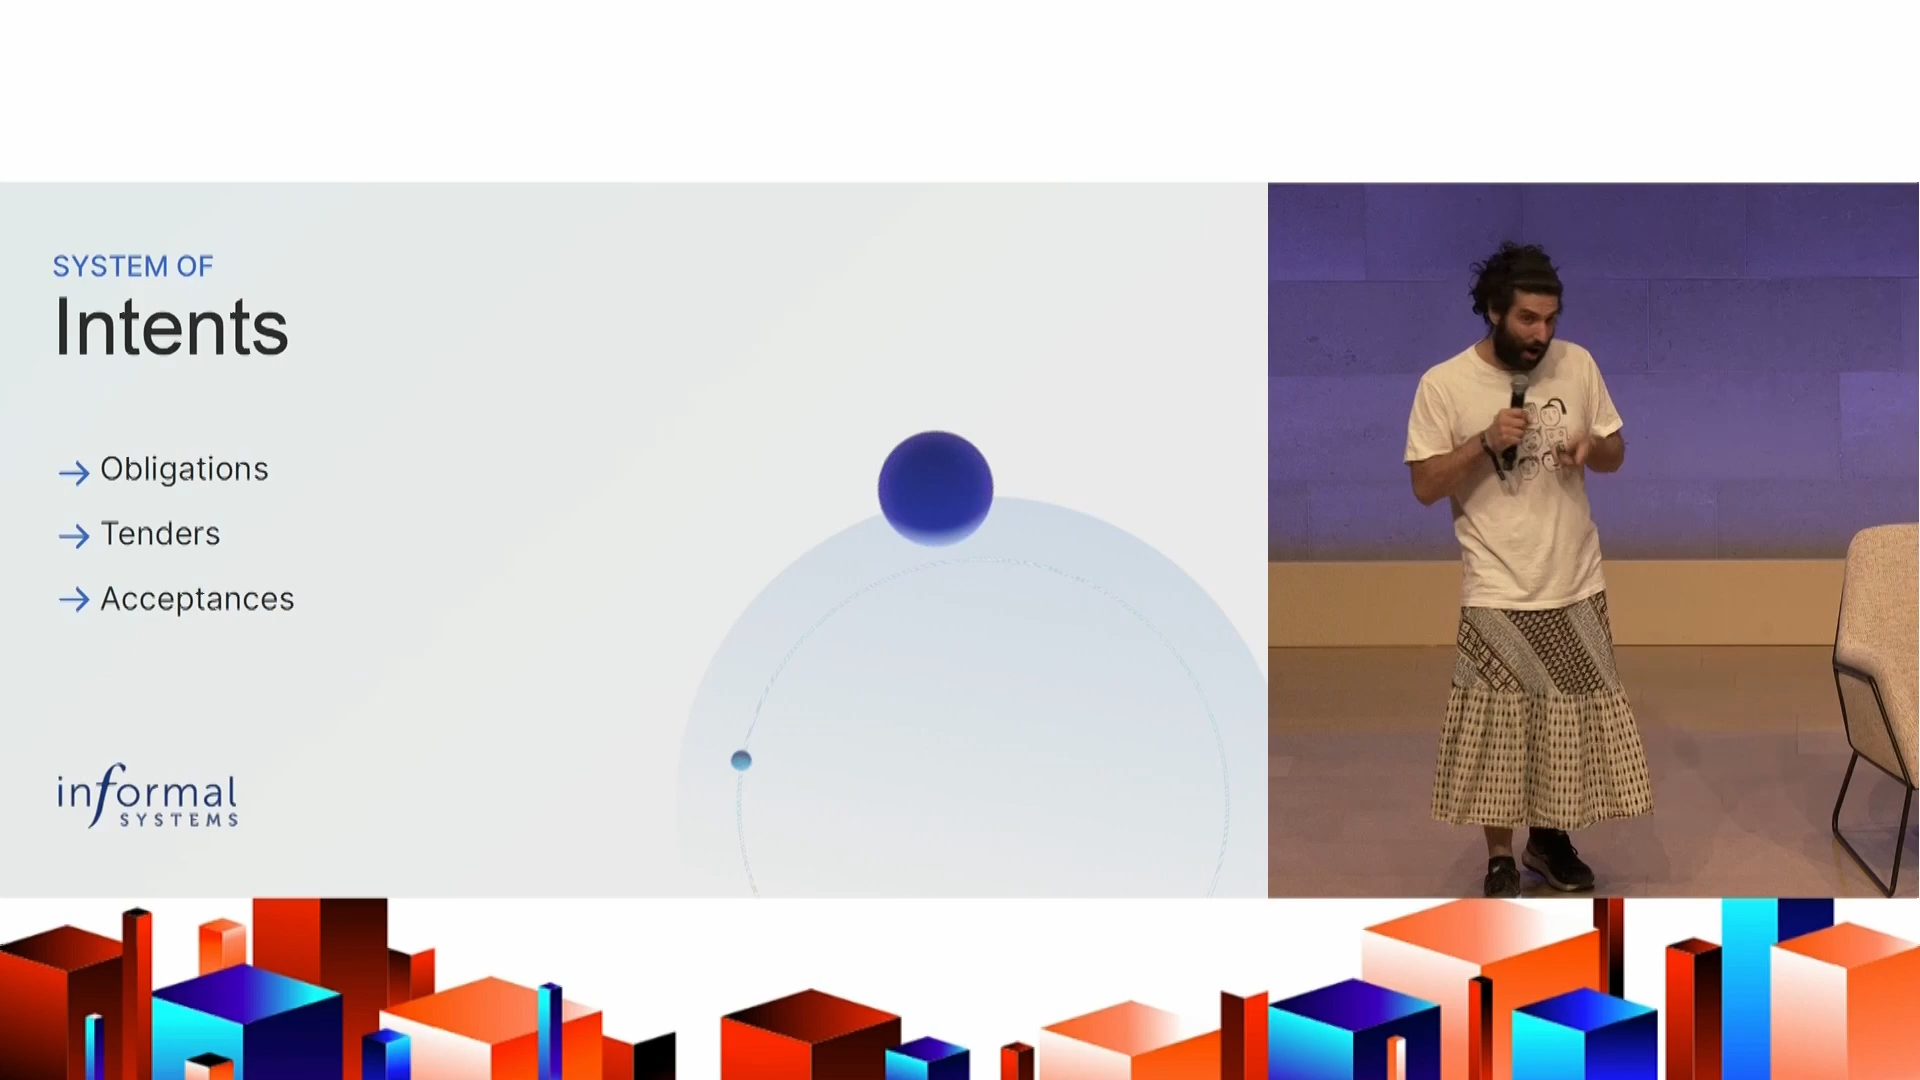 SYSTEM OF
Intents
Obligations
Tenders
Acceptances
informal
SYSTEMS